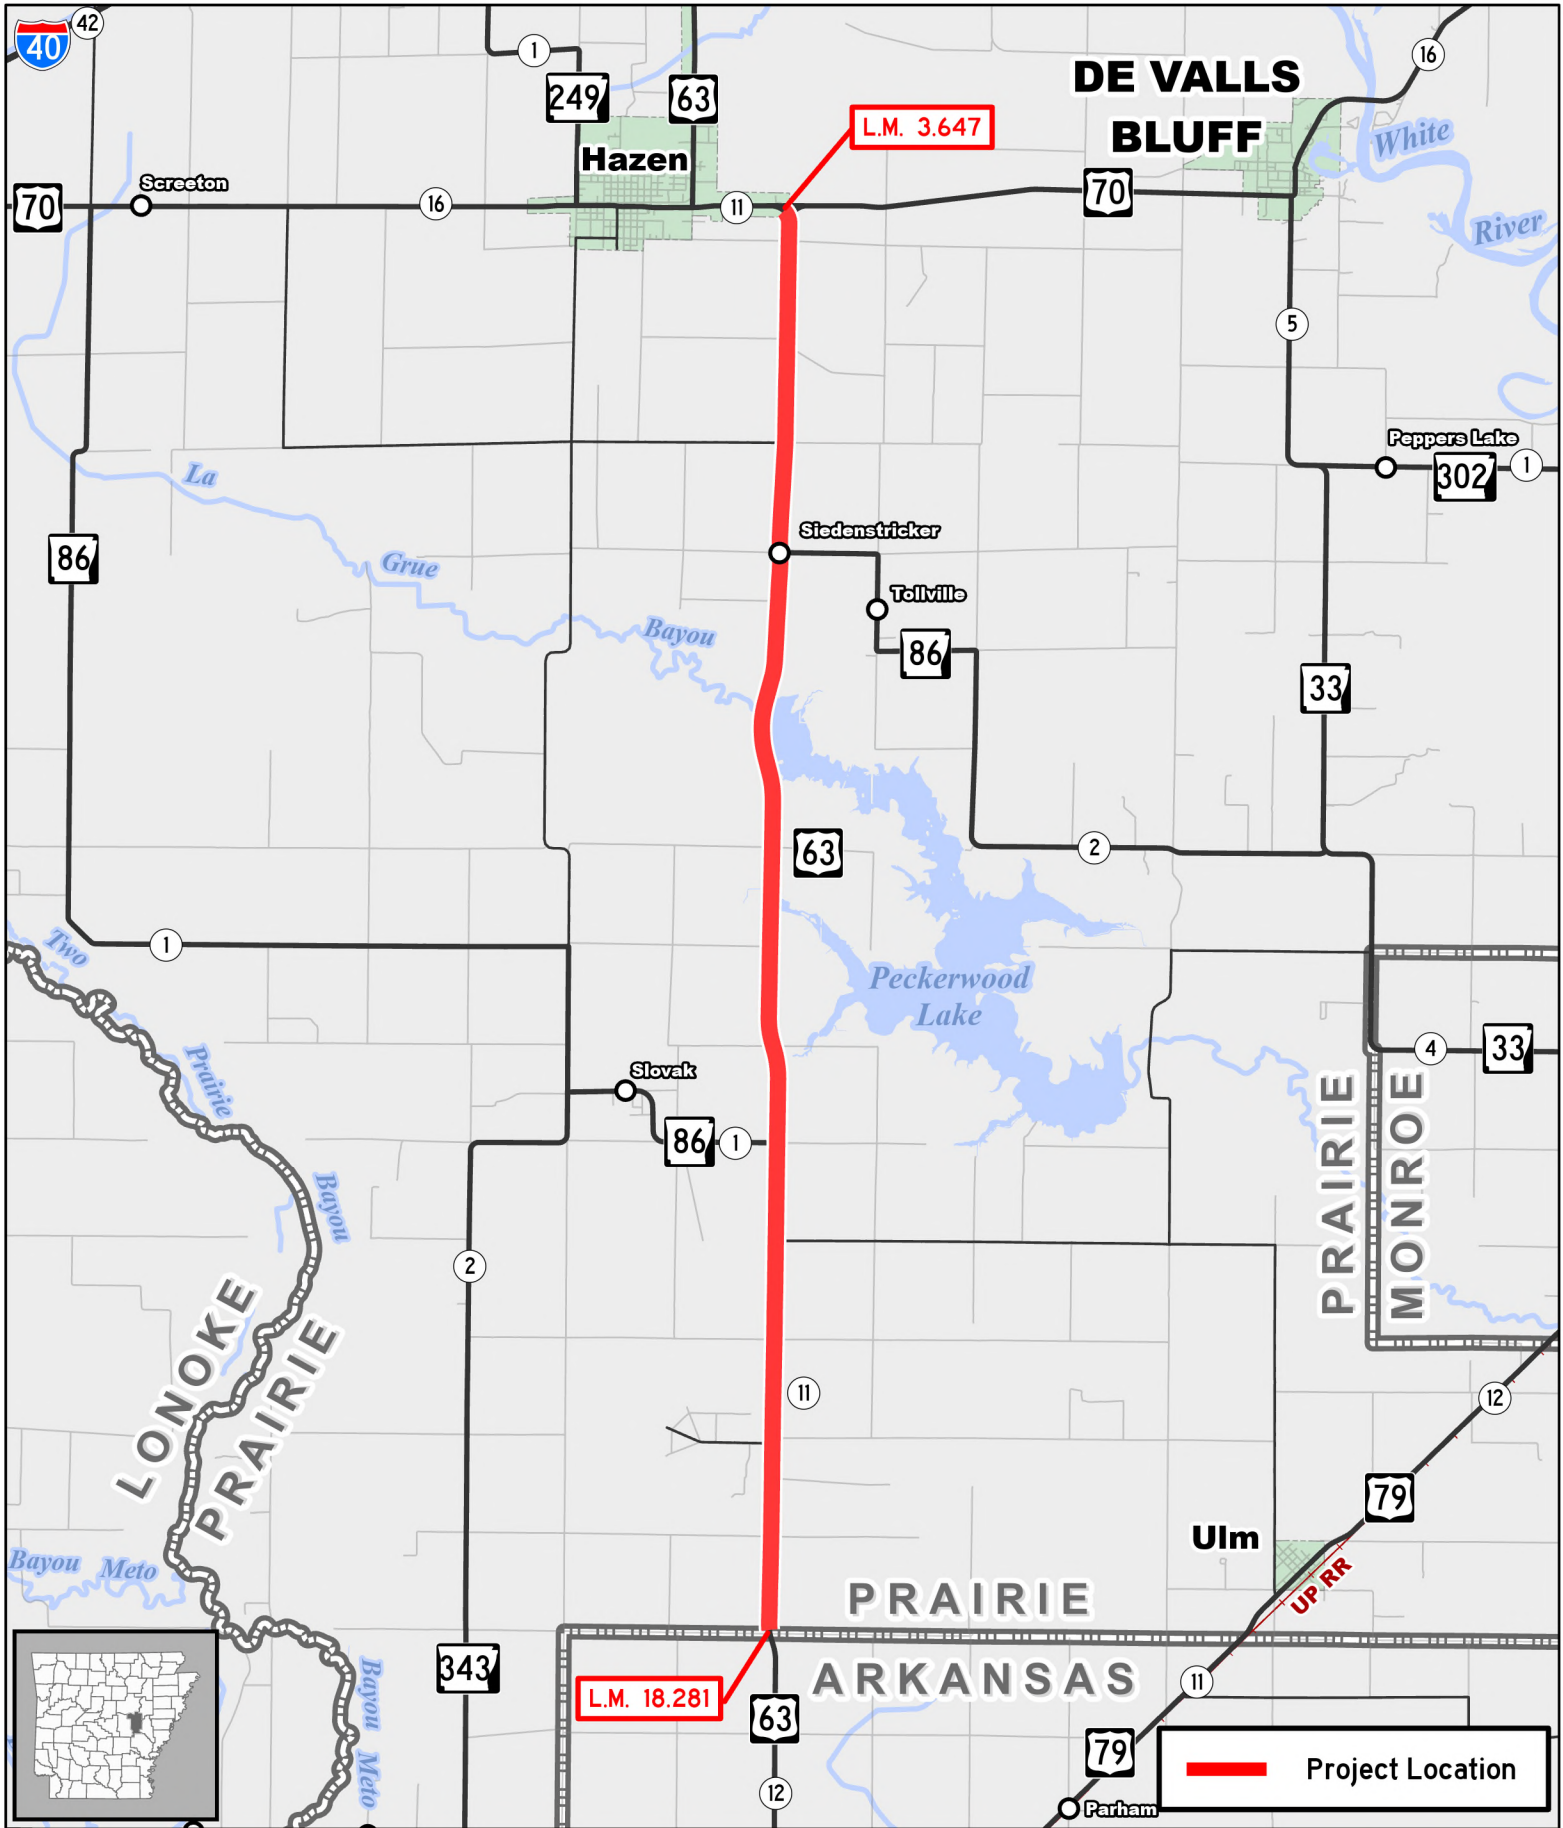 42
40
1
16
249
63
DE VALLS
BLUFF
L.M. 3.647
Hazen
White
Screeton
70
16
11
70
River
5
Peppers Lake
302
1
La
Siedenstricker
86
Grue
Tollville
Bayou
86
33
63
2
Two
1
Peckerwood
Lake
Prairie
4
33
Slovak
86
1
PRAIRIE
MONROE
Bayou
2
LONOKE
PRAIRIE
11
12
79
Ulm
UP RR
Bayou Meto
PRAIRIE
ARKANSAS
343
L.M. 18.281
63
11
Bayou
Meto
79
12
Parham
Project Location